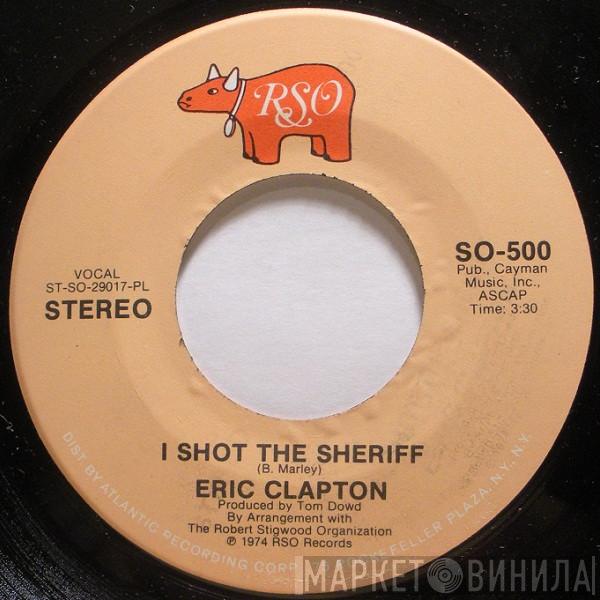 RSO
VOCAL
ST-SO-29017-PL
STEREO
SO-500
Pub., Cayman
Music, Inc.,
ASCAP
Time: 3:30
I SHOT THE SHERIFF
(B. Marley)
ERIC CLAPTON
Produced by Tom Dowd
By Arrangement with
The Robert Stigwood Organization
℗ 1974 RSO Records
DIST. BY ATLANTIC RECORDING CORP. PLAZA, N.Y., N.Y.
МАРКЕТ ВИНИЛА